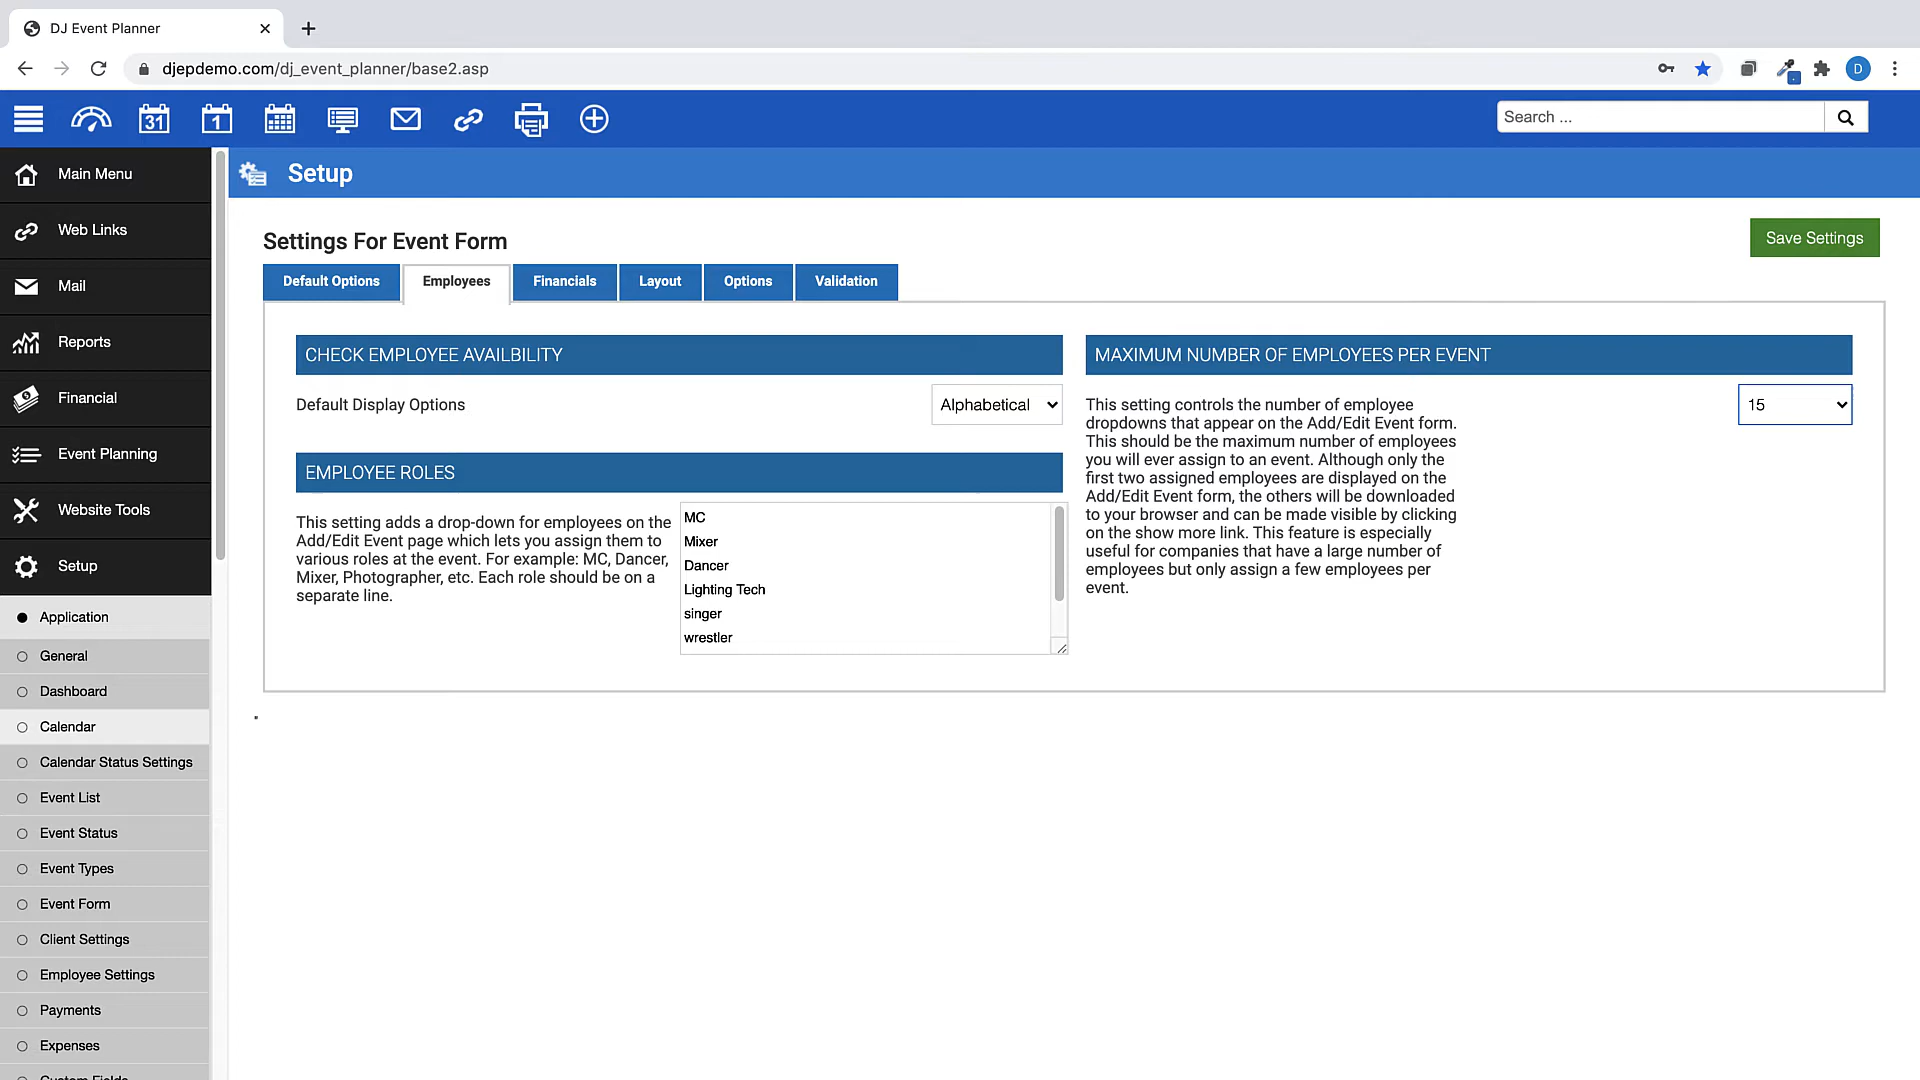 DJ Event Planner
djepdemo.com/dj_event_planner/base2.asp
D
31
1
Search ...
Main Menu
Web Links
Mail
Reports
Financial
Event Planning
Website Tools
Setup
Application
General
Dashboard
Calendar
Calendar Status Settings
Event List
Event Status
Event Types
Event Form
Client Settings
Employee Settings
Payments
Expenses
Custom Fields
Setup
Settings For Event Form
Save Settings
Default Options
Employees
Financials
Layout
Options
Validation
CHECK EMPLOYEE AVAILBILITY
Default Display Options
Alphabetical
EMPLOYEE ROLES
This setting adds a drop-down for employees on the
Add/Edit Event page which lets you assign them to
various roles at the event. For example: MC, Dancer,
Mixer, Photographer, etc. Each role should be on a
separate line.
MC
Mixer
Dancer
Lighting Tech
singer
wrestler
MAXIMUM NUMBER OF EMPLOYEES PER EVENT
This setting controls the number of employee
dropdowns that appear on the Add/Edit Event form.
This should be the maximum number of employees
you will ever assign to an event. Although only the
first two assigned employees are displayed on the
Add/Edit Event form, the others will be downloaded
to your browser and can be made visible by clicking
on the show more link. This feature is especially
useful for companies that have a large number of
employees but only assign a few employees per
event.
15